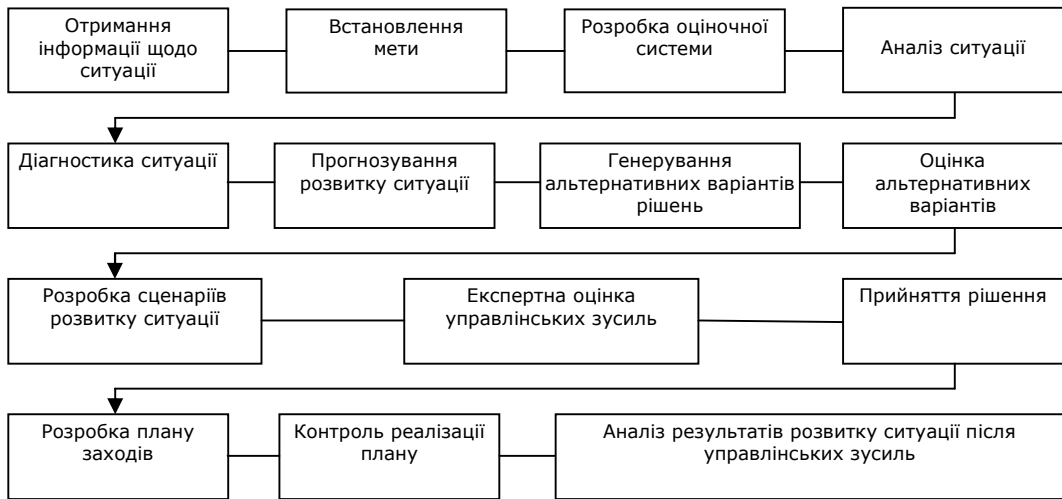 Отримання
інформації щодо
ситуації
Встановлення
мети
Розробка оціночної
системи
Аналіз ситуації
Діагностика ситуації
Прогнозування
розвитку ситуації
Генерування
альтернативних варіантів
рішень
Оцінка
альтернативних
варіантів
Розробка сценаріїв
розвитку ситуації
Експертна оцінка
управлінських зусиль
Прийняття рішення
Розробка плану
заходів
Контроль реалізації
плану
Аналіз результатів розвитку ситуації після
управлінських зусиль